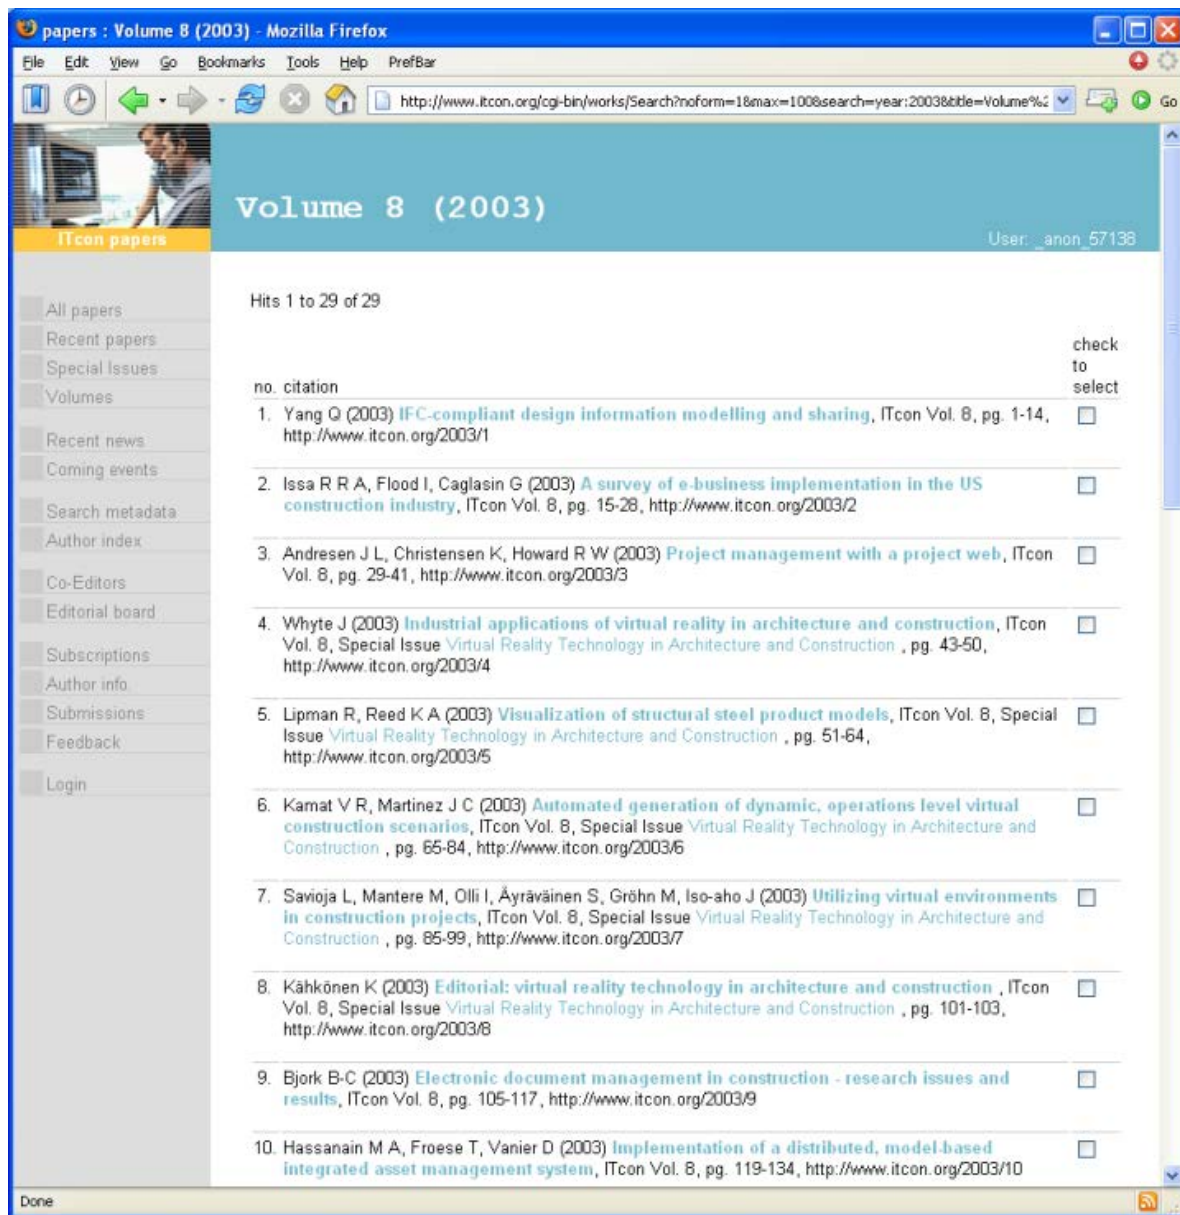 papers : Volume 8 (2003) - Mozilla Firefox
File Edit View Go Bookmarks Tools Help PrefBar
http://www.itcon.org/cgi-bin/works/Search?noform=1&max=100&search=year:2003&title=Volume%2 Go
Volume 8 (2003)
ITcon papers
User: _anon_57138
All papers
Recent papers
Special Issues
Volumes
Recent news
Coming events
Search metadata
Author index
Co-Editors
Editorial board
Subscriptions
Author info.
Submissions
Feedback
Login
Hits 1 to 29 of 29
no. citation
check
to
select
1. Yang Q (2003) IFC-compliant design information modelling and sharing, ITcon Vol. 8, pg. 1-14,
http://www.itcon.org/2003/1
2. Issa R R A, Flood I, Caglasin G (2003) A survey of e-business implementation in the US
construction industry, ITcon Vol. 8, pg. 15-28, http://www.itcon.org/2003/2
3. Andresen J L, Christensen K, Howard R W (2003) Project management with a project web, ITcon
Vol. 8, pg. 29-41, http://www.itcon.org/2003/3
4. Whyte J (2003) Industrial applications of virtual reality in architecture and construction, ITcon
Vol. 8, Special Issue Virtual Reality Technology in Architecture and Construction , pg. 43-50,
http://www.itcon.org/2003/4
5. Lipman R, Reed K A (2003) Visualization of structural steel product models, ITcon Vol. 8, Special
Issue Virtual Reality Technology in Architecture and Construction , pg. 51-64,
http://www.itcon.org/2003/5
6. Kamat V R, Martinez J C (2003) Automated generation of dynamic, operations level virtual
construction scenarios, ITcon Vol. 8, Special Issue Virtual Reality Technology in Architecture and
Construction , pg. 65-84, http://www.itcon.org/2003/6
7. Savioja L, Mantere M, Olli I, Äyräväinen S, Gröhn M, Iso-aho J (2003) Utilizing virtual environments
in construction projects, ITcon Vol. 8, Special Issue Virtual Reality Technology in Architecture and
Construction , pg. 85-99, http://www.itcon.org/2003/7
8. Kähkönen K (2003) Editorial: virtual reality technology in architecture and construction , ITcon
Vol. 8, Special Issue Virtual Reality Technology in Architecture and Construction , pg. 101-103,
http://www.itcon.org/2003/8
9. Bjork B-C (2003) Electronic document management in construction - research issues and
results, ITcon Vol. 8, pg. 105-117, http://www.itcon.org/2003/9
10. Hassanain M A, Froese T, Vanier D (2003) Implementation of a distributed, model-based
integrated asset management system, ITcon Vol. 8, pg. 119-134, http://www.itcon.org/2003/10
Done